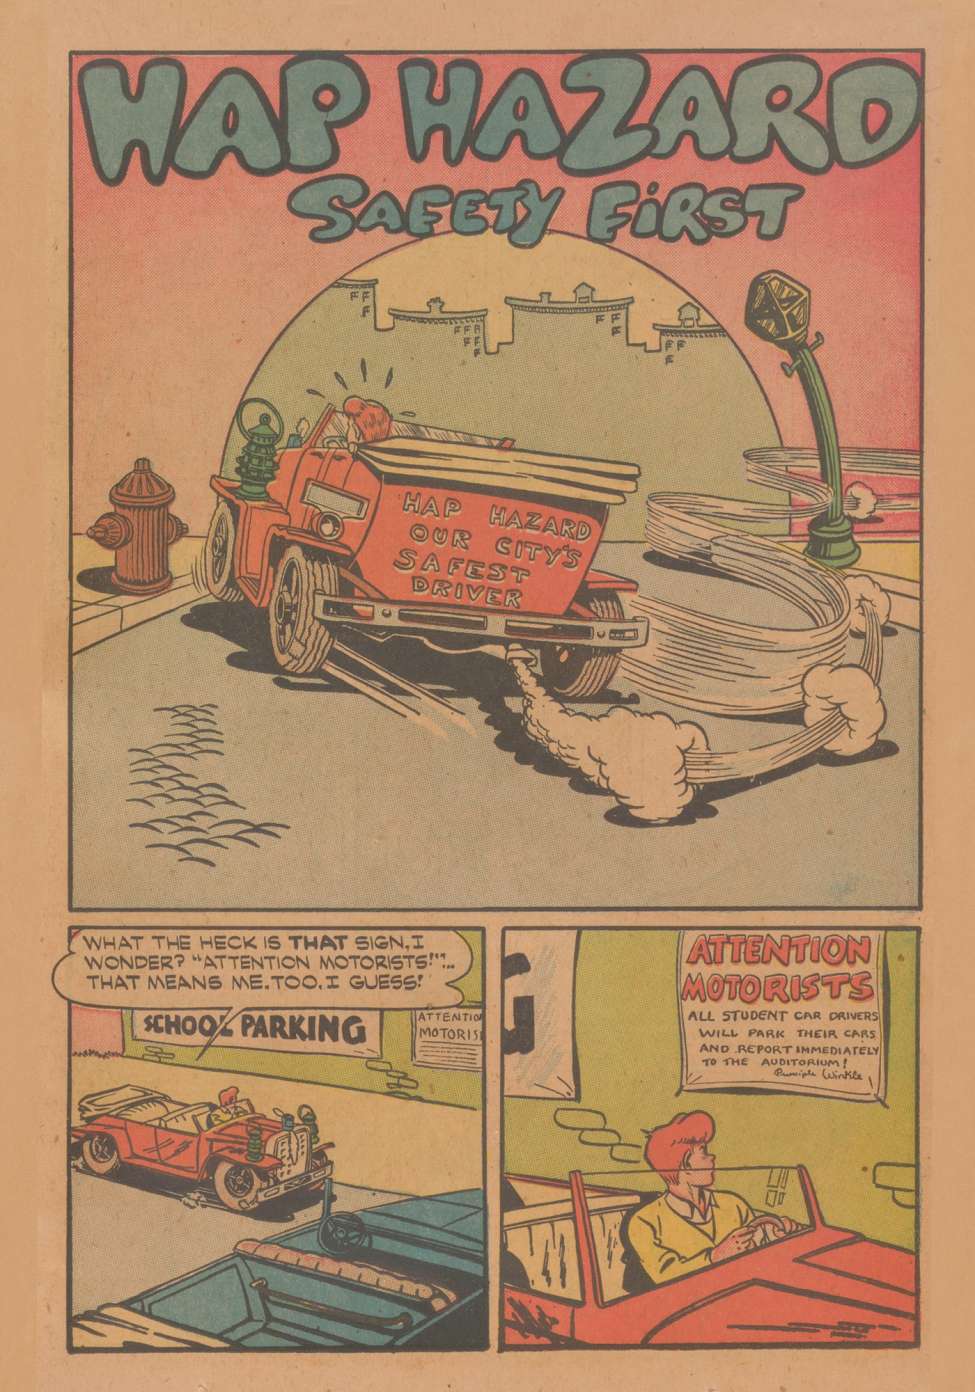 HAP HAZARD
SAFETY FIRST
HAP HAZARD
OUR CITY'S
SAFEST
DRIVER
WHAT THE HECK IS THAT SIGN, I
WONDER? "ATTENTION MOTORISTS!"...
THAT MEANS ME, TOO, I GUESS!
SCHOOL PARKING
ATTENTION
MOTORIS
G
ATTENTION
MOTORISTS
ALL STUDENT CAR DRIVERS
WILL PARK THEIR CARS
AND REPORT IMMEDIATELY
TO THE AUDITORIUM!
Principle Winkle